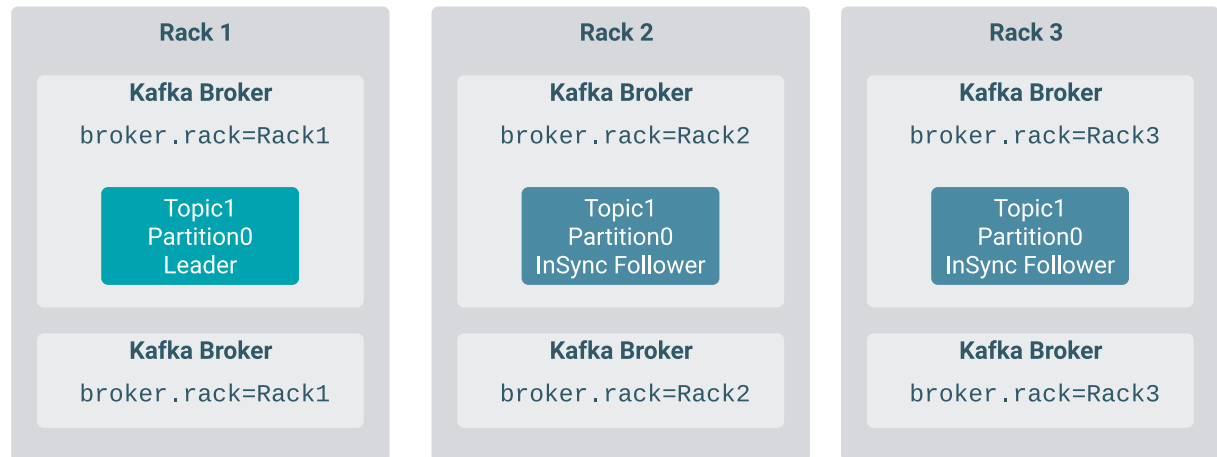 Rack 1
Kafka Broker
broker.rack=Rack1
Topic1
Partition0
Leader
Kafka Broker
broker.rack=Rack1
Rack 2
Kafka Broker
broker.rack=Rack2
Topic1
Partition0
InSync Follower
Kafka Broker
broker.rack=Rack2
Rack 3
Kafka Broker
broker.rack=Rack3
Topic1
Partition0
InSync Follower
Kafka Broker
broker.rack=Rack3